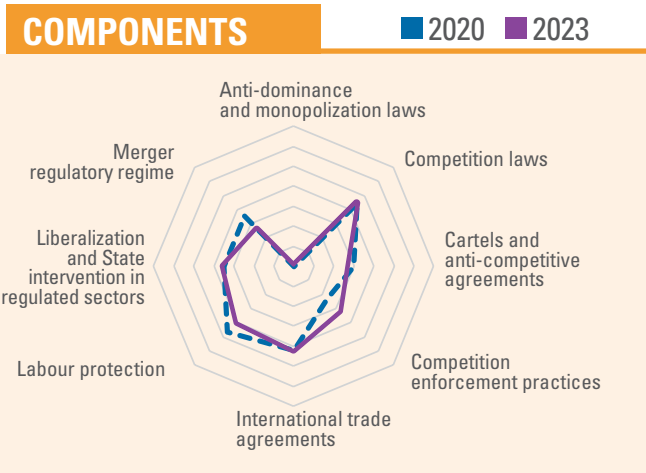 COMPONENTS
2020 2023
Anti-dominance
and monopolization laws
Competition laws
Cartels and
anti-competitive
agreements
Competition
enforcement practices
International trade
agreements
Labour protection
Liberalization
and State
intervention in
regulated sectors
Merger
regulatory regime